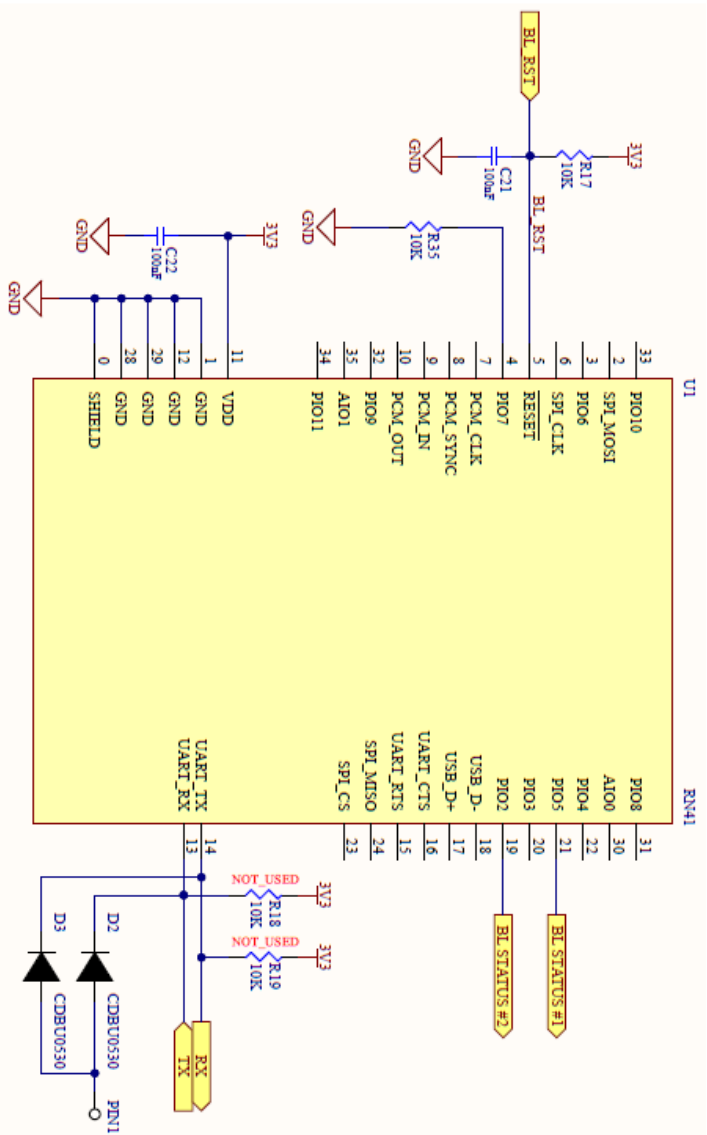 U1
RN41
BL_RST
3V3
R17
10K
C21
100nF
GND
BL_RST
R35
10K
GND
3V3
C22
100nF
GND
GND
33
2
3
6
5
4
7
8
9
10
32
35
34
11
1
12
29
28
0
PIO10
SPI_MOSI
PIO6
SPI_CLK
RESET
PIO7
PCM_CLK
PCM_SYNC
PCM_IN
PCM_OUT
PIO9
AIO1
PIO11
VDD
GND
GND
GND
GND
SHIELD
PIO8
AIO0
PIO4
PIO5
PIO3
PIO2
USB_D-
USB_D+
UART_CTS
UART_RTS
SPI_MISO
SPI_CS
UART_TX
UART_RX
31
30
22
21
20
19
18
17
16
15
24
23
14
13
BL STATUS #1
BL STATUS #2
3V3
R19
10K
NOT_USED
3V3
R18
10K
NOT_USED
RX
TX
D2
CDBU0530
D3
CDBU0530
PIN1